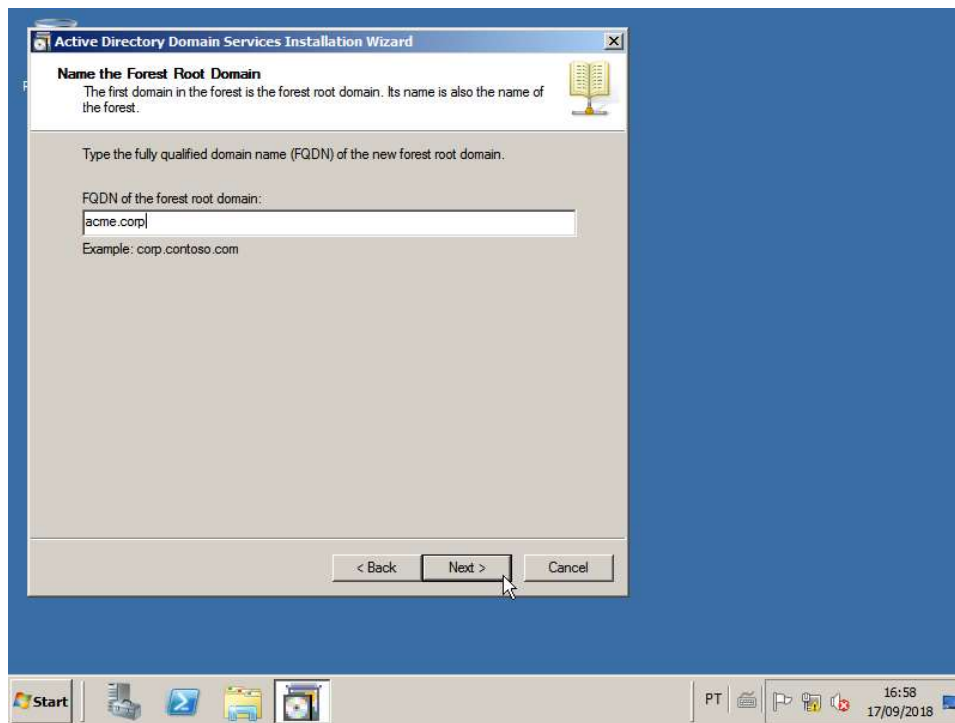 Active Directory Domain Services Installation Wizard
Name the Forest Root Domain
The first domain in the forest is the forest root domain. Its name is also the name of
the forest.
Type the fully qualified domain name (FQDN) of the new forest root domain.
FQDN of the forest root domain:
acme.corp
Example: corp.contoso.com
< Back
Next >
Cancel
Start
PT
16:58
17/09/2018